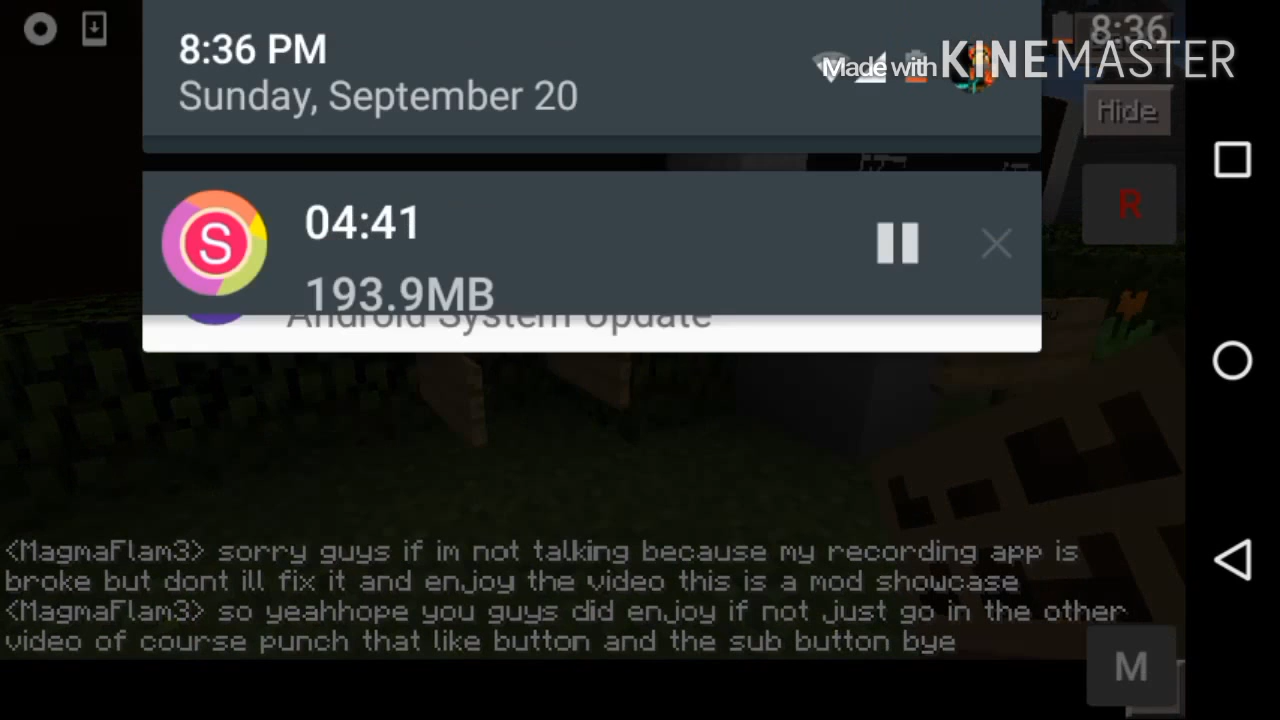 8:36 PM
Sunday, September 20
Made with KINEMASTER
8:36
Hide
R
S
04:41
193.9MB
Android System Update
<MagmaFlam3> sorry guys if im not talking because my recording app is
broke but dont ill fix it and enjoy the video this is a mod showcase
<MagmaFlam3> so yeahhope you guys did enjoy if not just go in the other
video of course punch that like button and the sub button bye
M